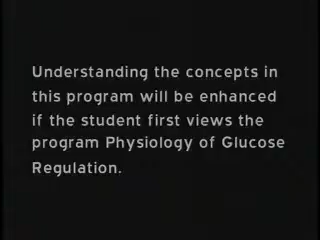 Understanding the concepts in
this program will be enhanced
if the student first views the
program Physiology of Glucose
Regulation.